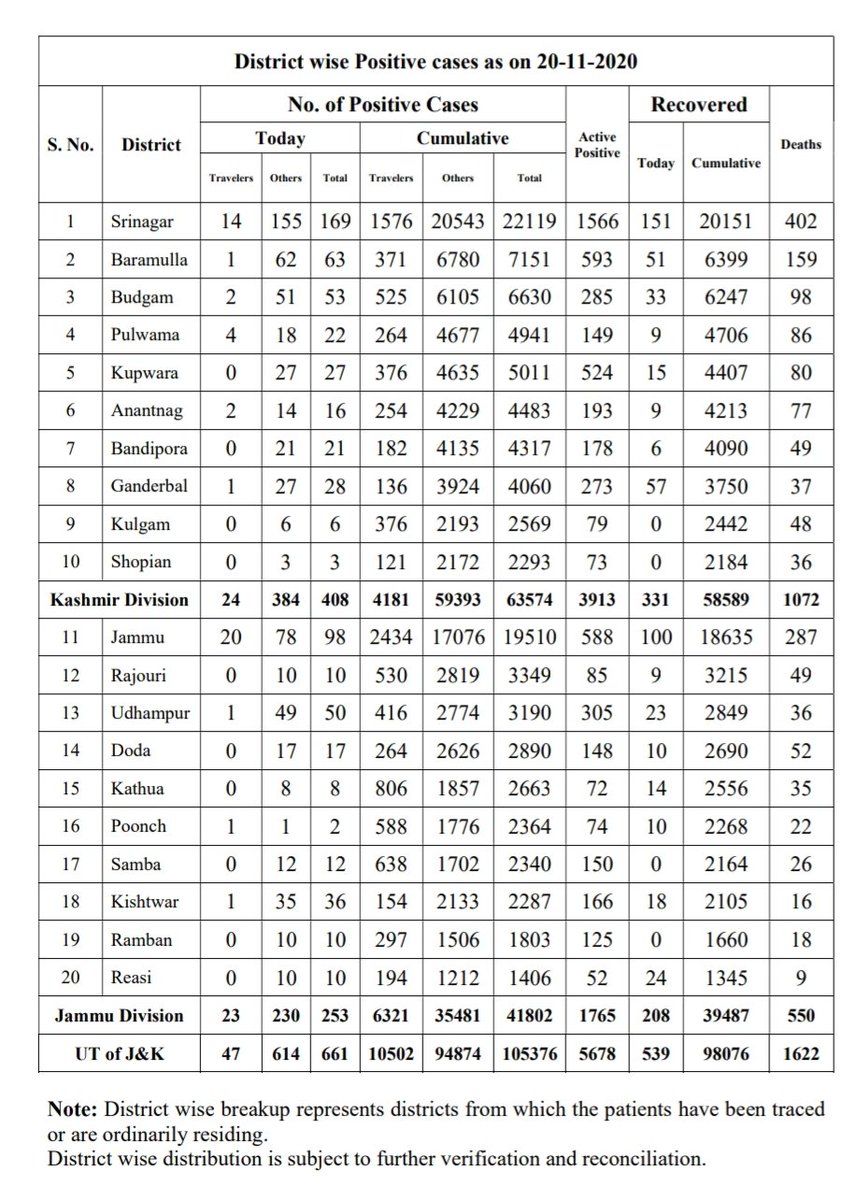 District wise Positive cases as on 20-11-2020
S. No. District No. of Positive Cases Active Positive Recovered Deaths
Today Cumulative Today Cumulative
Travelers Others Total Travelers Others Total
1 Srinagar 14 155 169 1576 20543 22119 1566 151 20151 402
2 Baramulla 1 62 63 371 6780 7151 593 51 6399 159
3 Budgam 2 51 53 525 6105 6630 285 33 6247 98
4 Pulwama 4 18 22 264 4677 4941 149 9 4706 86
5 Kupwara 0 27 27 376 4635 5011 524 15 4407 80
6 Anantnag 2 14 16 254 4229 4483 193 9 4213 77
7 Bandipora 0 21 21 182 4135 4317 178 6 4090 49
8 Ganderbal 1 27 28 136 3924 4060 273 57 3750 37
9 Kulgam 0 6 6 376 2193 2569 79 0 2442 48
10 Shopian 0 3 3 121 2172 2293 73 0 2184 36
Kashmir Division 24 384 408 4181 59393 63574 3913 331 58589 1072
11 Jammu 20 78 98 2434 17076 19510 588 100 18635 287
12 Rajouri 0 10 10 530 2819 3349 85 9 3215 49
13 Udhampur 1 49 50 416 2774 3190 305 23 2849 36
14 Doda 0 17 17 264 2626 2890 148 10 2690 52
15 Kathua 0 8 8 806 1857 2663 72 14 2556 35
16 Poonch 1 1 2 588 1776 2364 74 10 2268 22
17 Samba 0 12 12 638 1702 2340 150 0 2164 26
18 Kishtwar 1 35 36 154 2133 2287 166 18 2105 16
19 Ramban 0 10 10 297 1506 1803 125 0 1660 18
20 Reasi 0 10 10 194 1212 1406 52 24 1345 9
Jammu Division 23 230 253 6321 35481 41802 1765 208 39487 550
UT of J&K 47 614 661 10502 94874 105376 5678 539 98076 1622
Note: District wise breakup represents districts from which the patients have been traced
or are ordinarily residing.
District wise distribution is subject to further verification and reconciliation.